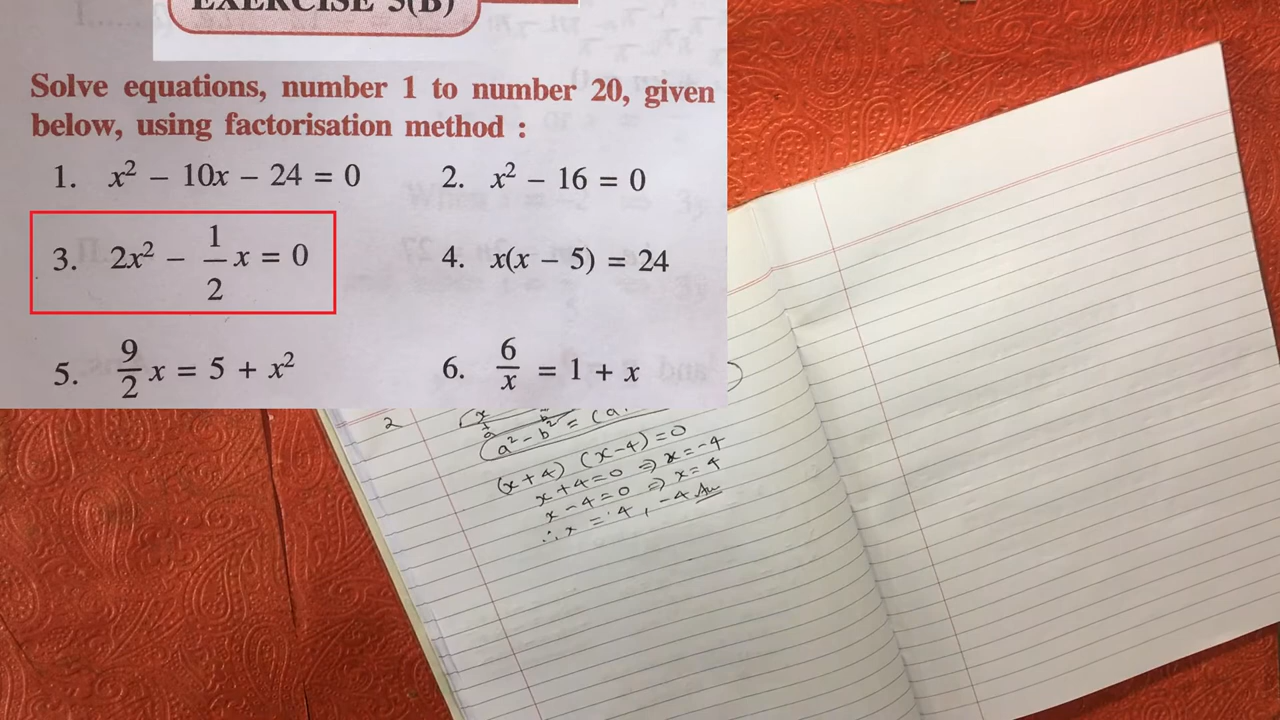 EXERCISE 5(B)
Solve equations, number 1 to number 20, given
below, using factorisation method :
1. x² − 10x − 24 = 0
2. x² − 16 = 0
3. 2x² − 1/2 x = 0
4. x(x − 5) = 24
5. 9/2 x = 5 + x²
6. 6/x = 1 + x
2
(a² − b² = (a
(x+4) (x−4) = 0
x+4=0 ⇒ x=−4
x−4=0 ⇒ x=4
∴ x = 4, −4 Ans